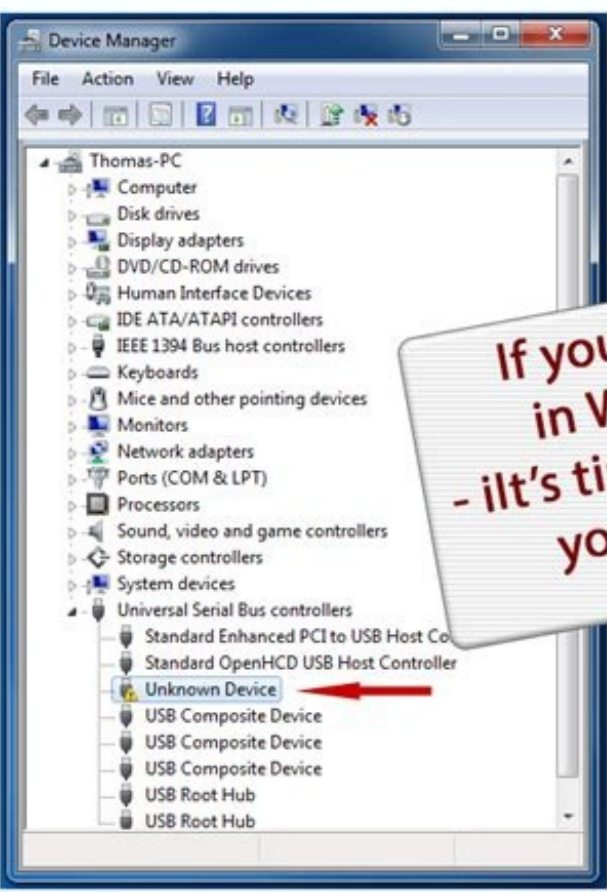 Device Manager
File Action View Help
Thomas-PC
Computer
Disk drives
Display adapters
DVD/CD-ROM drives
Human Interface Devices
IDE ATA/ATAPI controllers
IEEE 1394 Bus host controllers
Keyboards
Mice and other pointing devices
Monitors
Network adapters
Ports (COM & LPT)
Processors
Sound, video and game controllers
Storage controllers
System devices
Universal Serial Bus controllers
Standard Enhanced PCI to USB Host Co
Standard OpenHCD USB Host Controller
Unknown Device
USB Composite Device
USB Composite Device
USB Composite Device
USB Root Hub
USB Root Hub
If you
in
- iIt's